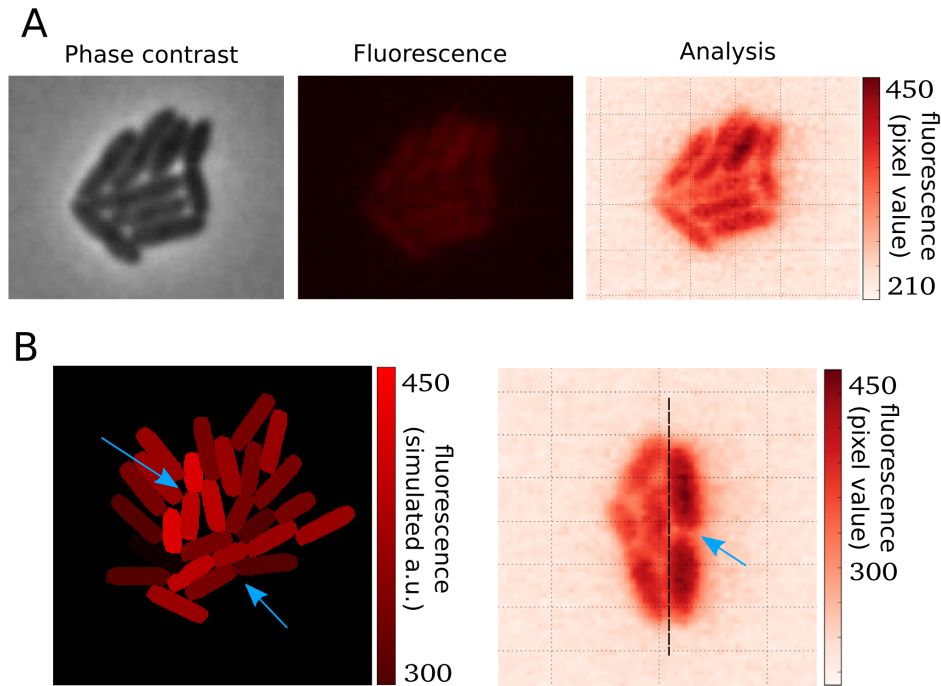 A
Phase contrast
Fluorescence
Analysis
450
210
fluorescence
(pixel value)
B
450
300
fluorescence
(simulated a.u.)
450
300
fluorescence
(pixel value)